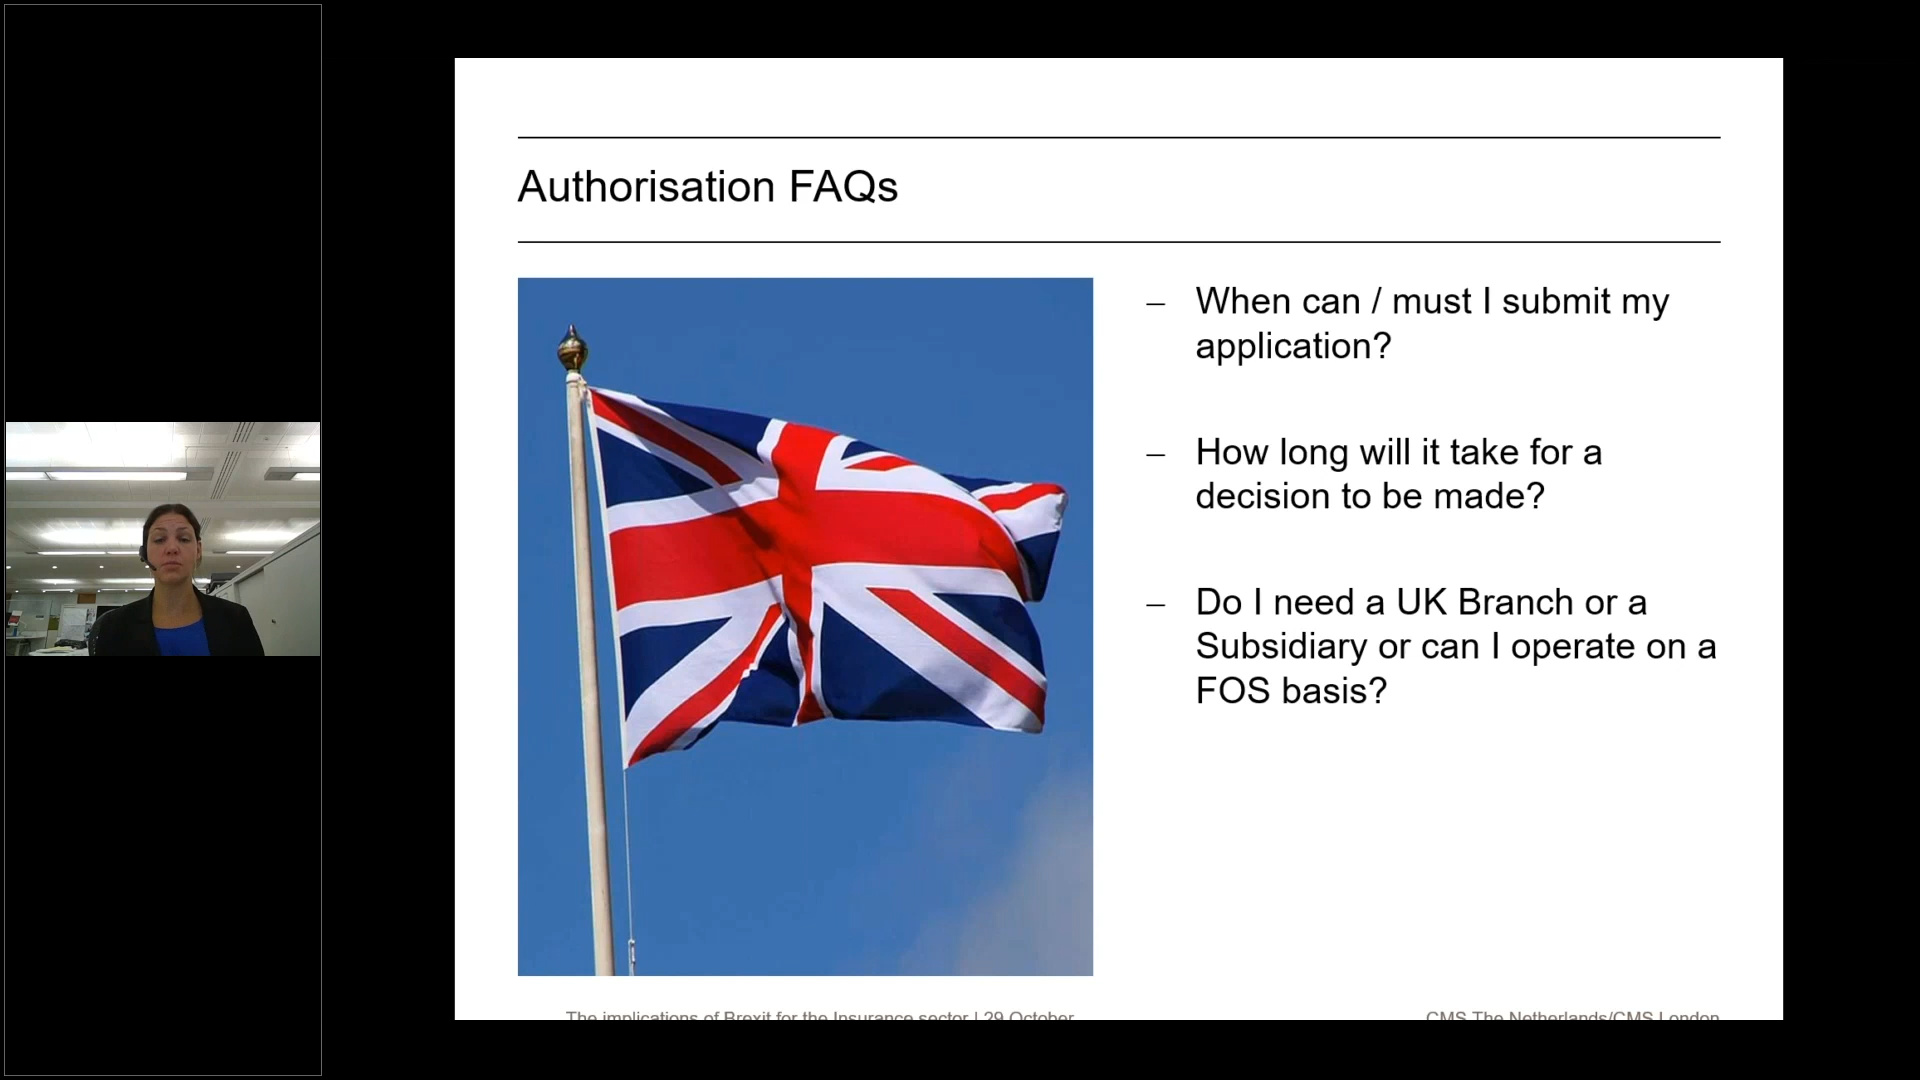 Authorisation FAQs
– When can / must I submit my
application?
– How long will it take for a
decision to be made?
– Do I need a UK Branch or a
Subsidiary or can I operate on a
FOS basis?
The implications of Brexit for the Insurance sector | 29 October
CMS The Netherlands/CMS London